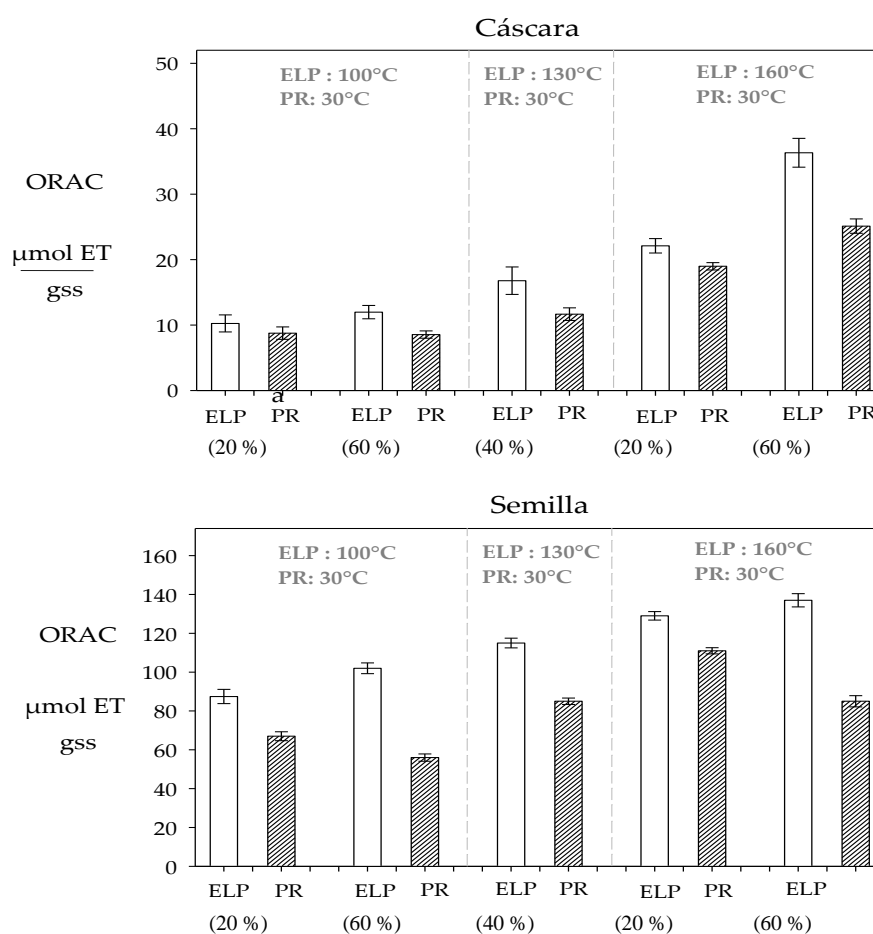 Cáscara
50
40
30
20
10
0
ORAC
µmol ET
gss
ELP : 100°C
PR: 30°C
ELP : 130°C
PR: 30°C
ELP : 160°C
PR: 30°C
a
ELP PR ELP PR ELP PR ELP PR ELP PR
(20 %) (60 %) (40 %) (20 %) (60 %)
Semilla
160
140
120
100
80
60
40
20
0
ORAC
µmol ET
gss
ELP : 100°C
PR: 30°C
ELP : 130°C
PR: 30°C
ELP : 160°C
PR: 30°C
ELP PR ELP PR ELP PR ELP PR ELP
(20 %) (60 %) (40 %) (20 %) (60 %)